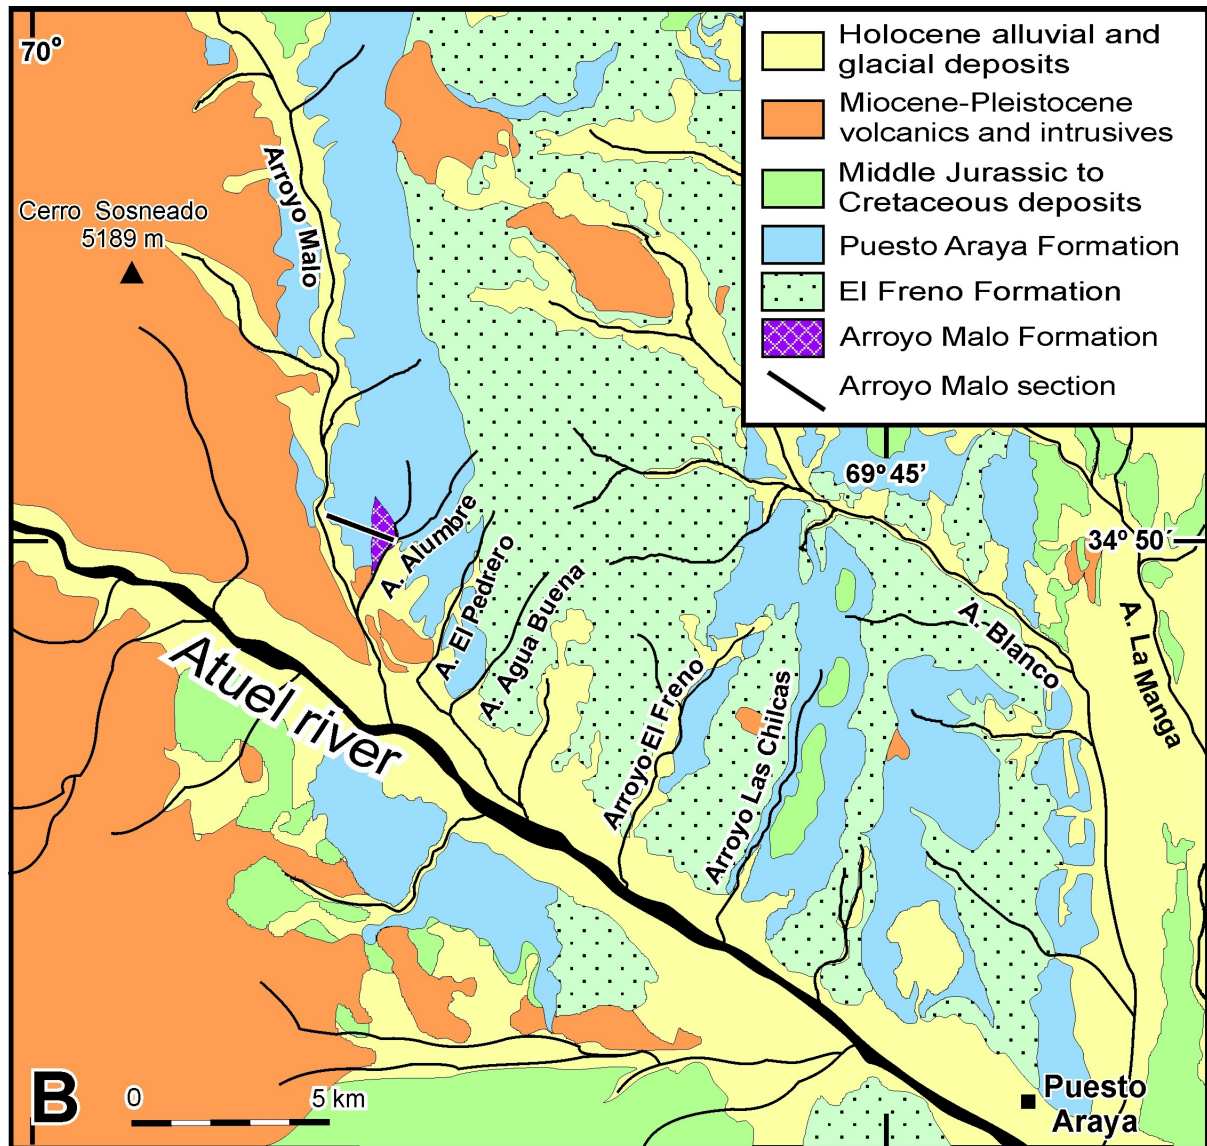 70°
Holocene alluvial and
glacial deposits
Miocene-Pleistocene
volcanics and intrusives
Middle Jurassic to
Cretaceous deposits
Puesto Araya Formation
El Freno Formation
Arroyo Malo Formation
Arroyo Malo section
Arroyo Malo
Cerro Sosneado
5189 m
69° 45'
34° 50´
A. Alumbre
A. El Pedrero
A. Agua Buena
Arroyo El Freno
Arroyo Las Chilcas
A. Blanco
A. La Manga
Atuel river
B
0
5 km
Puesto
Araya